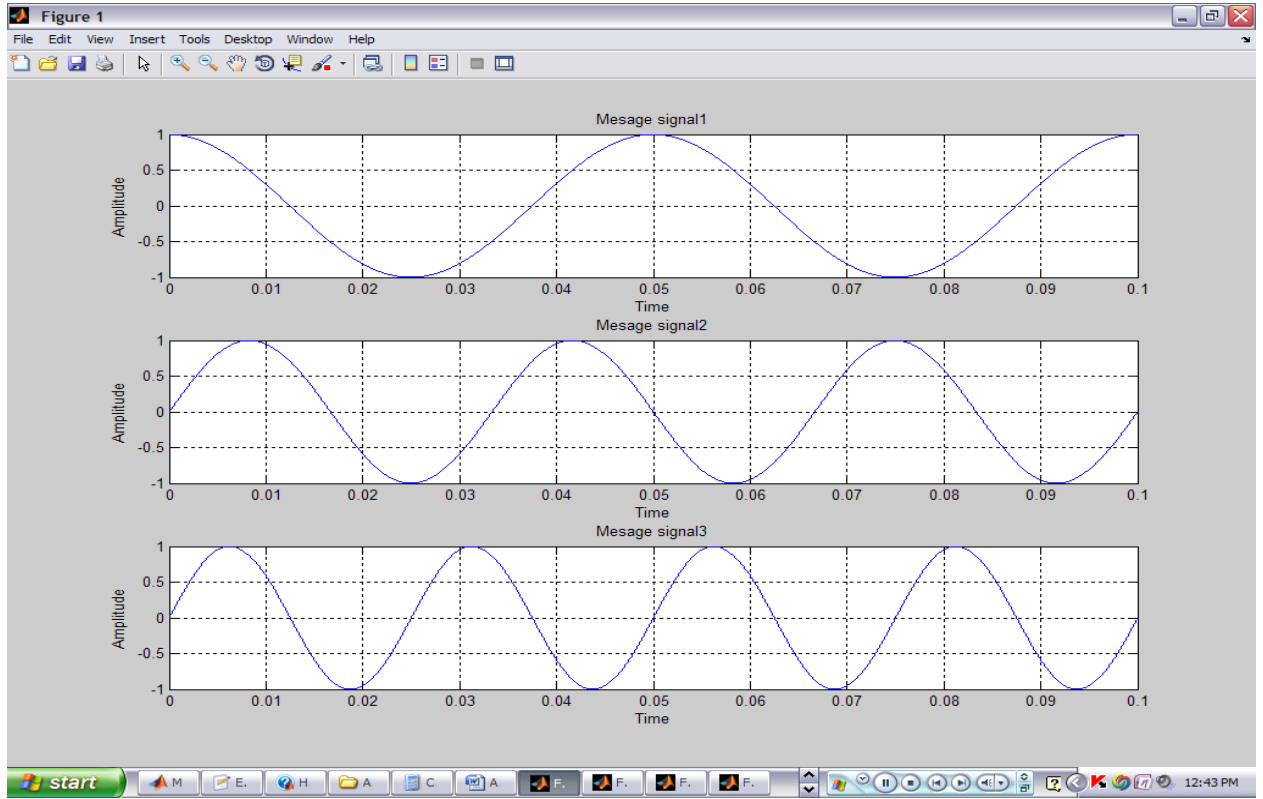 Figure 1
File Edit View Insert Tools Desktop Window Help
Mesage signal1
1
0.5
0
-0.5
-1
Amplitude
0 0.01 0.02 0.03 0.04 0.05 0.06 0.07 0.08 0.09 0.1
Time
Mesage signal2
1
0.5
0
-0.5
-1
Amplitude
0 0.01 0.02 0.03 0.04 0.05 0.06 0.07 0.08 0.09 0.1
Time
Mesage signal3
1
0.5
0
-0.5
-1
Amplitude
0 0.01 0.02 0.03 0.04 0.05 0.06 0.07 0.08 0.09 0.1
Time
start M E. H A C A F. F. F. F. 12:43 PM